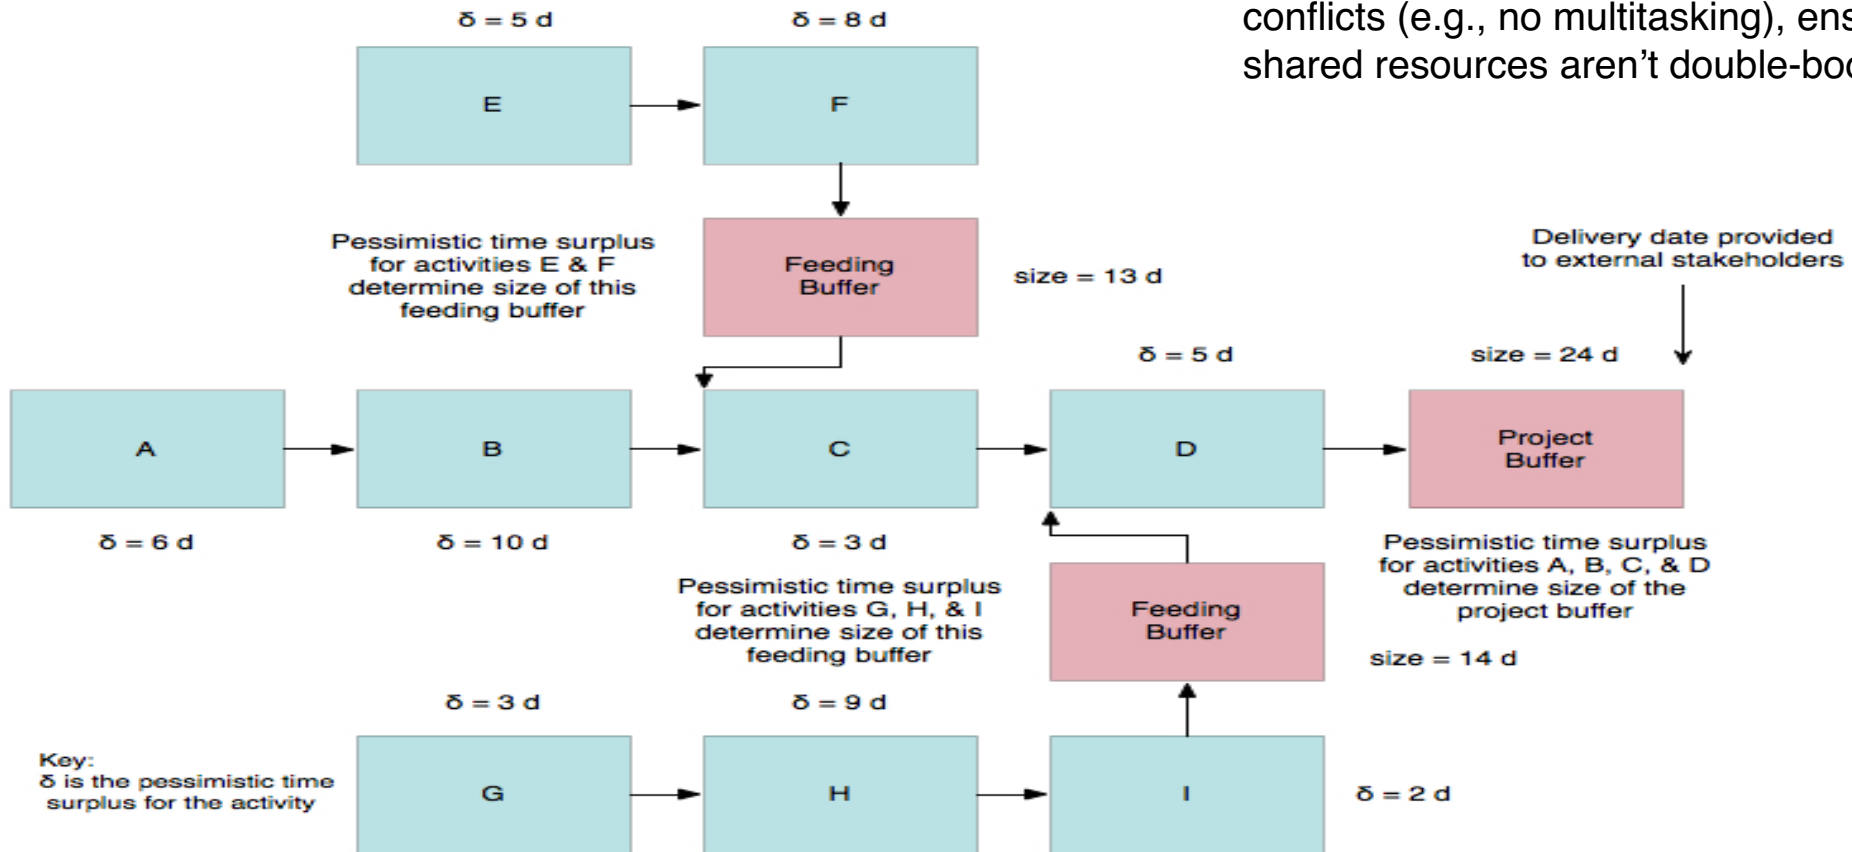 conflicts (e.g., no multitasking),
shared resources aren’t
δ = 5 d
δ = 8 d
E
F
Pessimistic time surplus
for activities E & F
determine size of this
feeding buffer
Feeding
Buffer
size = 13 d
Delivery date provided
to external stakeholders
δ = 5 d
size = 24 d
A
B
C
D
Project
Buffer
δ = 6 d
δ = 10 d
δ = 3 d
Pessimistic time surplus
for activities G, H, & I
determine size of this
feeding buffer
Feeding
Buffer
size = 14 d
Pessimistic time surplus
for activities A, B, C, & D
determine size of the
project buffer
δ = 3 d
δ = 9 d
Key:
δ is the pessimistic time
surplus for the activity
G
H
I
δ = 2 d